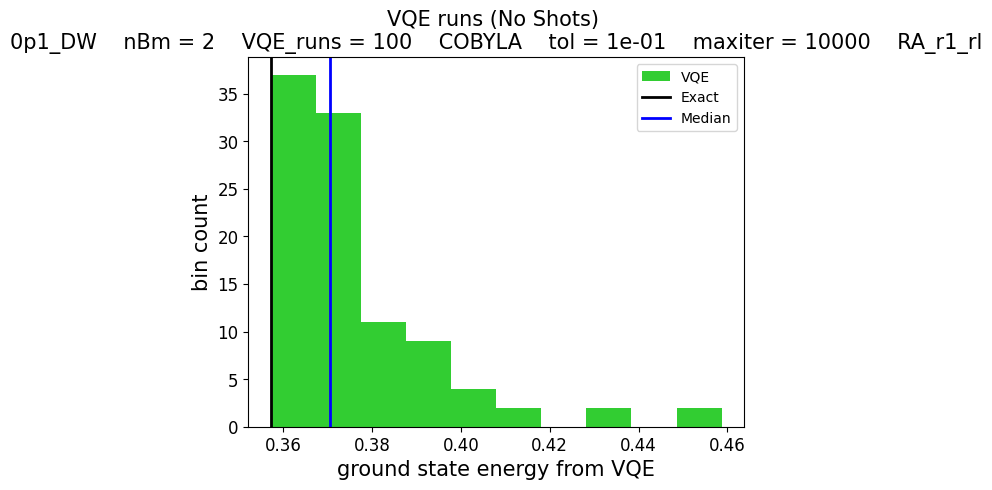 VQE runs (No Shots)
0p1_DW    nBm = 2    VQE_runs = 100    COBYLA    tol = 1e-01    maxiter = 10000    RA_r1_rl
VQE
Exact
Median
bin count
35
30
25
20
15
10
5
0
0.36 0.38 0.40 0.42 0.44 0.46
ground state energy from VQE